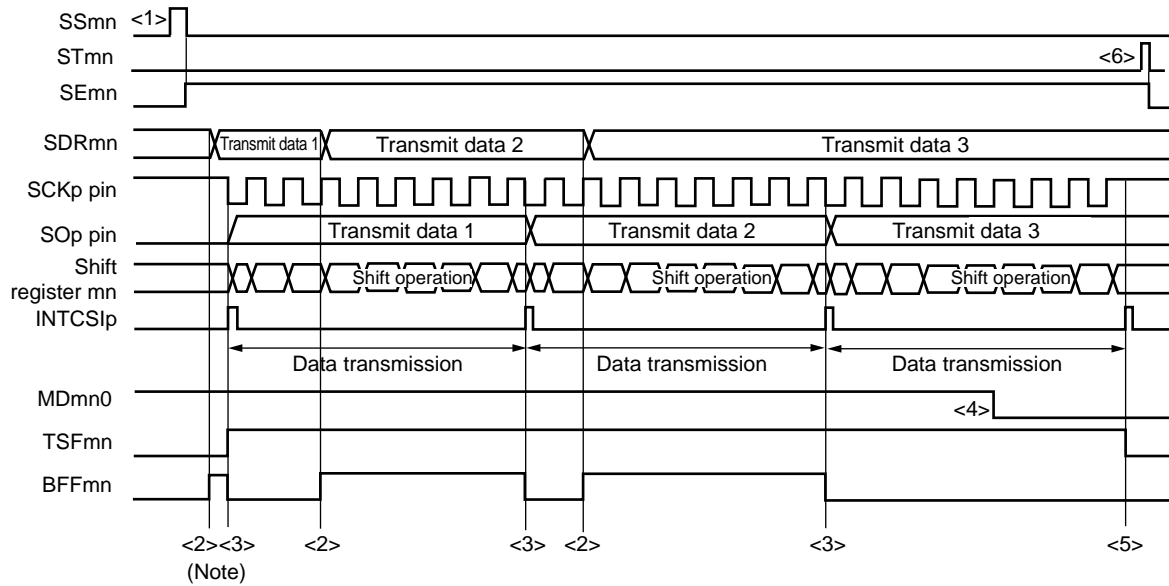 SSmn <1>
STmn <6>
SEmn
SDRmn Transmit data 1 Transmit data 2 Transmit data 3
SCKp pin
SOp pin Transmit data 1 Transmit data 2 Transmit data 3
Shift
register mn Shift operation Shift operation Shift operation
INTCSIp
Data transmission Data transmission Data transmission
MDmn0 <4>
TSFmn
BFFmn
<2> <3> <2> <3> <2> <3> <5>
(Note)